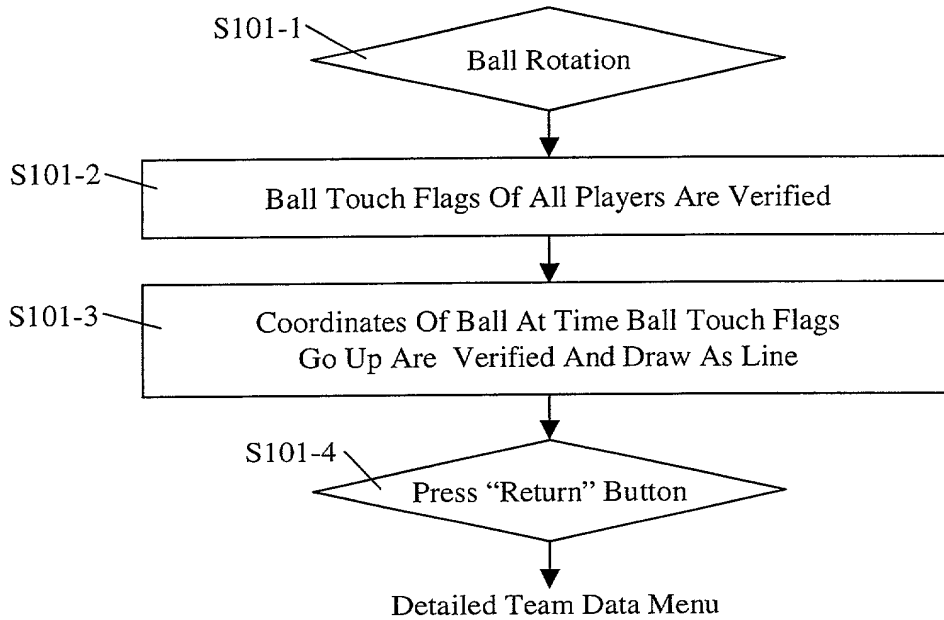 S101-1
Ball Rotation
S101-2
Ball Touch Flags Of All Players Are Verified
S101-3
Coordinates Of Ball At Time Ball Touch Flags
Go Up Are Verified And Draw As Line
S101-4
Press “Return” Button
Detailed Team Data Menu